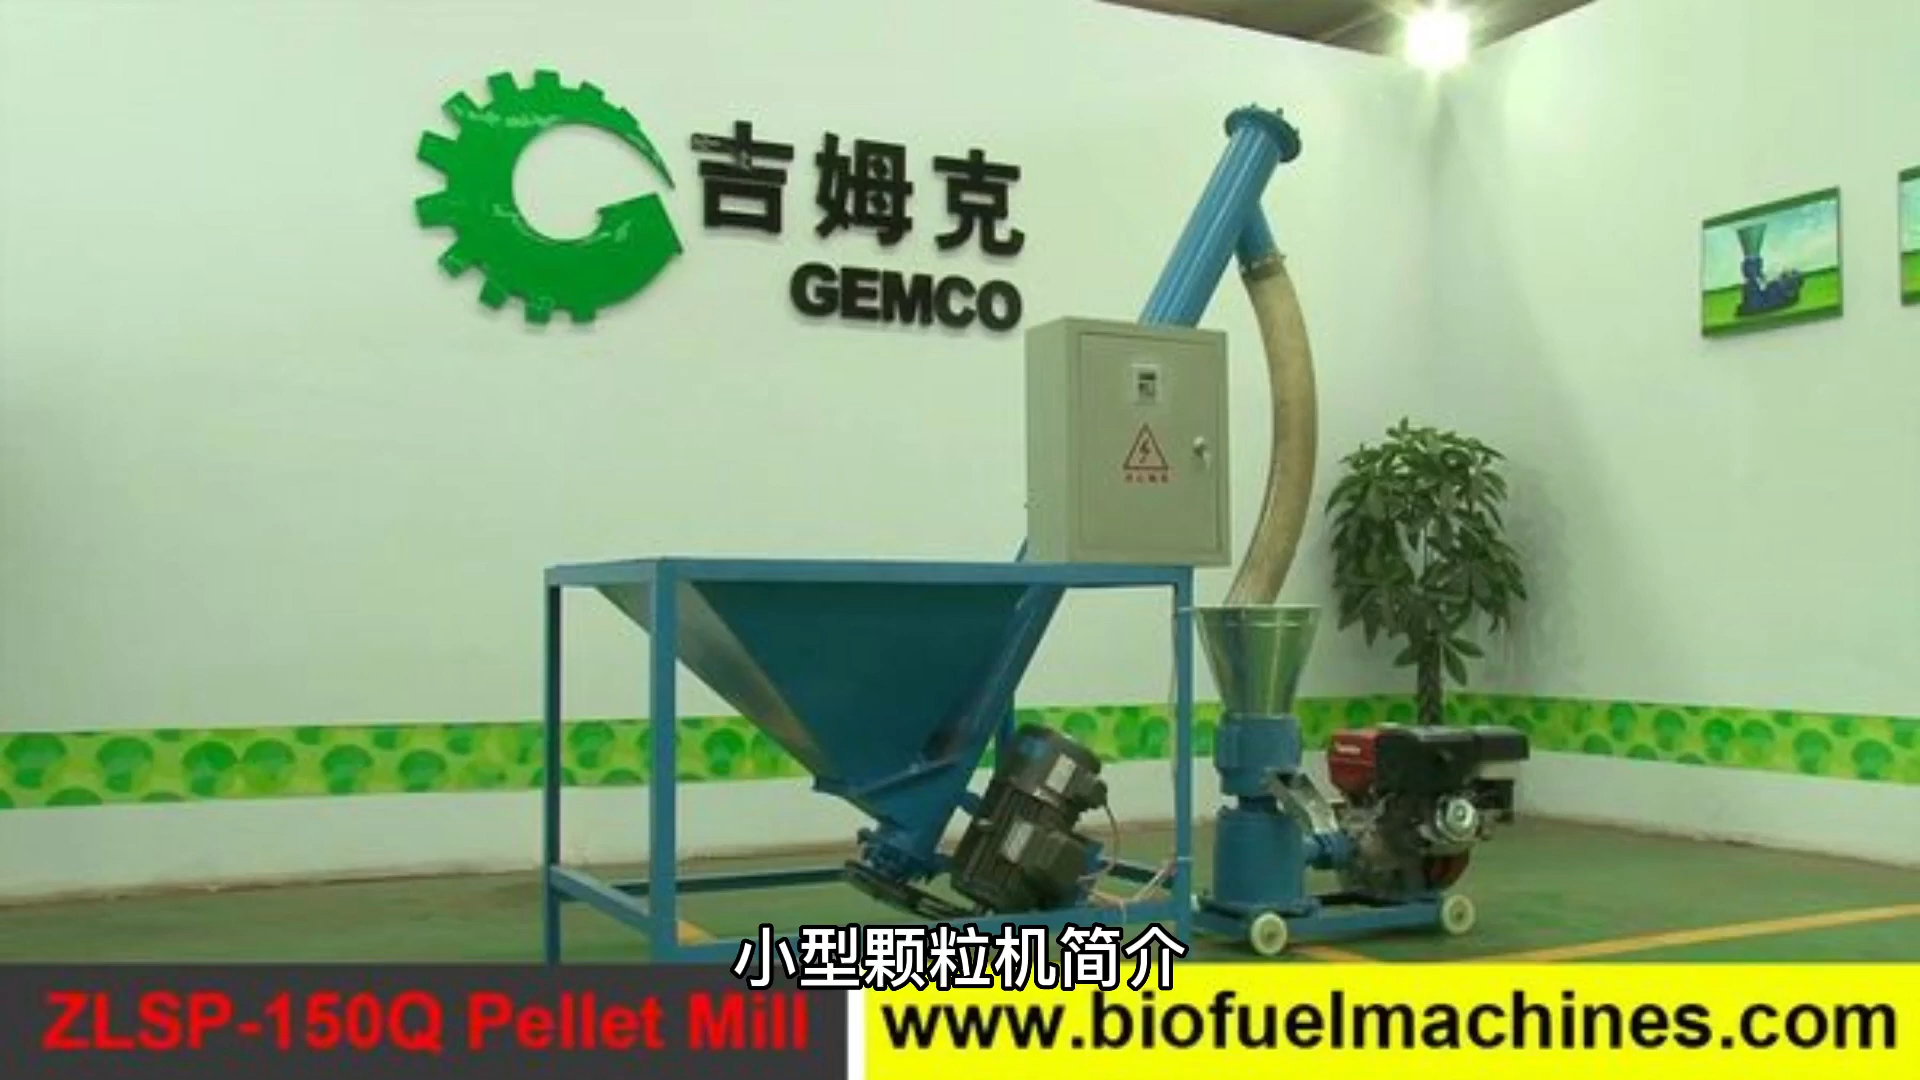 吉姆克
GEMCO
小型颗粒机简介
ZLSP-150Q Pellet Mill
www.biofuelmachines.com